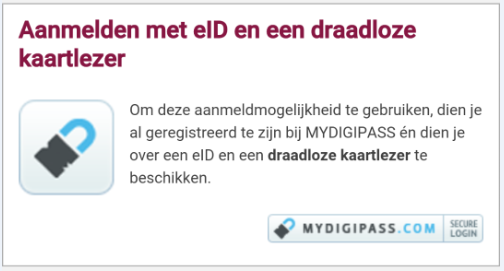 Aanmelden met eID en een draadloze
kaartlezer
Om deze aanmeldmogelijkheid te gebruiken, dien je
al geregistreerd te zijn bij MYDIGIPASS én dien je
over een eID en een draadloze kaartlezer te
beschikken.
MYDIGIPASS.COM SECURE
LOGIN